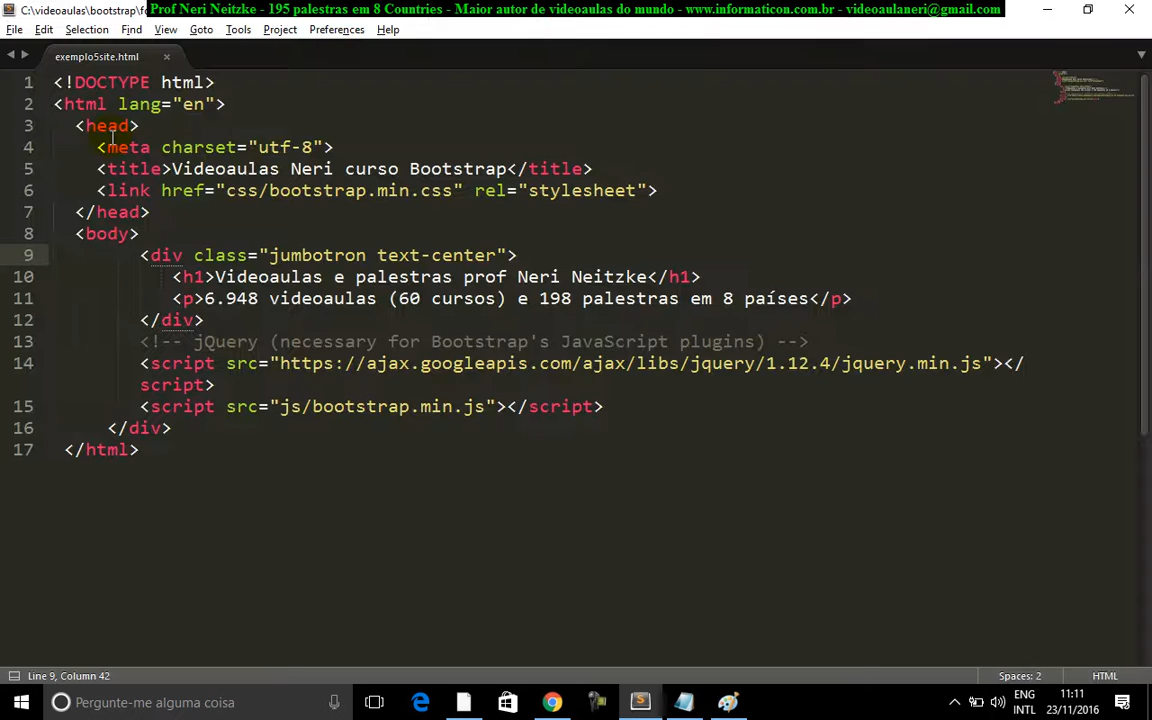 C:\videoaulas\bootstrap\fo
Prof Neri Neitzke - 195 palestras em 8 Countries - Maior autor de videoaulas do mundo - www.informaticon.com.br - videoaulaneri@gmail.com
File Edit Selection Find View Goto Tools Project Preferences Help
exemplo5site.html
1 <!DOCTYPE html>
2 <html lang="en">
3 <head>
4 <meta charset="utf-8">
5 <title>Videoaulas Neri curso Bootstrap</title>
6 <link href="css/bootstrap.min.css" rel="stylesheet">
7 </head>
8 <body>
9 <div class="jumbotron text-center">
10 <h1>Videoaulas e palestras prof Neri Neitzke</h1>
11 <p>6.948 videoaulas (60 cursos) e 198 palestras em 8 países</p>
12 </div>
13 <!-- jQuery (necessary for Bootstrap's JavaScript plugins) -->
14 <script src="https://ajax.googleapis.com/ajax/libs/jquery/1.12.4/jquery.min.js"></
script>
15 <script src="js/bootstrap.min.js"></script>
16 </div>
17 </html>
Line 9, Column 42 Spaces: 2 HTML
Pergunte-me alguma coisa
ENG 11:11
INTL 23/11/2016